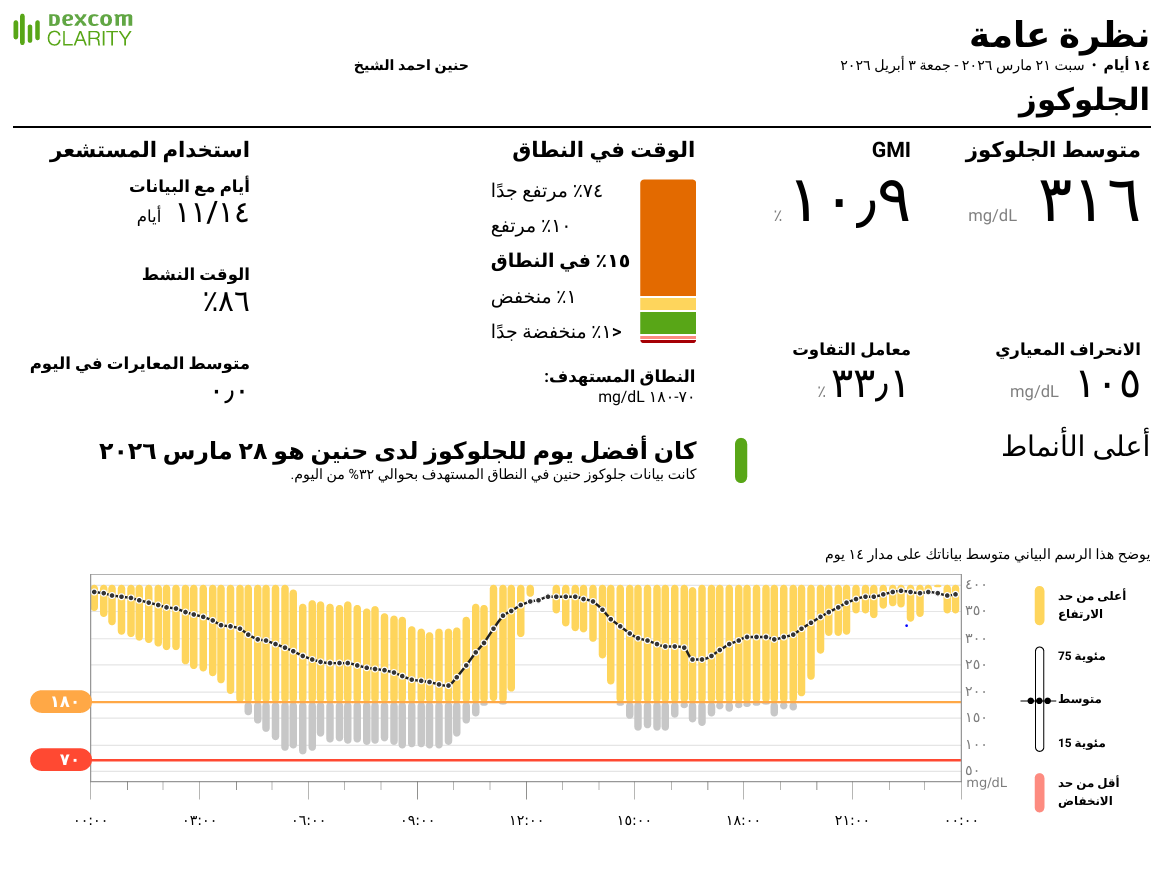 Dexcom
CLARITY
نظرة عامة
١٤ أيام • سبت ٢١ مارس ٢٠٢٦ - جمعة ٣ أبريل ٢٠٢٦
حنين احمد الشيخ
الجلوكوز
متوسط الجلوكوز
٣١٦ mg/dL
الانحراف المعياري
١٠٥ mg/dL
GMI
١٠٫٩ ٪
معامل التفاوت
٣٣٫١ ٪
الوقت في النطاق
٧٤٪ مرتفع جدًا
١٠٪ مرتفع
١٥٪ في النطاق
١٪ منخفض
<١٪ منخفضة جدًا
النطاق المستهدف:
٧٠-١٨٠ mg/dL
استخدام المستشعر
أيام مع البيانات
١١/١٤ أيام
الوقت النشط
٨٦٪
متوسط المعايرات في اليوم
٠٫٠
أعلى الأنماط
كان أفضل يوم للجلوكوز لدى حنين هو ٢٨ مارس ٢٠٢٦
كانت بيانات جلوكوز حنين في النطاق المستهدف بحوالي ٣٢% من اليوم.
يوضح هذا الرسم البياني متوسط بياناتك على مدار ١٤ يوم
أعلى من حد
الارتفاع
75 مئوية
متوسط
15 مئوية
أقل من حد
الانخفاض
٤٠٠
٣٥٠
٣٠٠
٢٥٠
٢٠٠
١٥٠
١٠٠
٥٠
mg/dL
١٨٠
٧٠
٠٠:٠٠
٠٣:٠٠
٠٦:٠٠
٠٩:٠٠
١٢:٠٠
١٥:٠٠
١٨:٠٠
٢١:٠٠
٠٠:٠٠